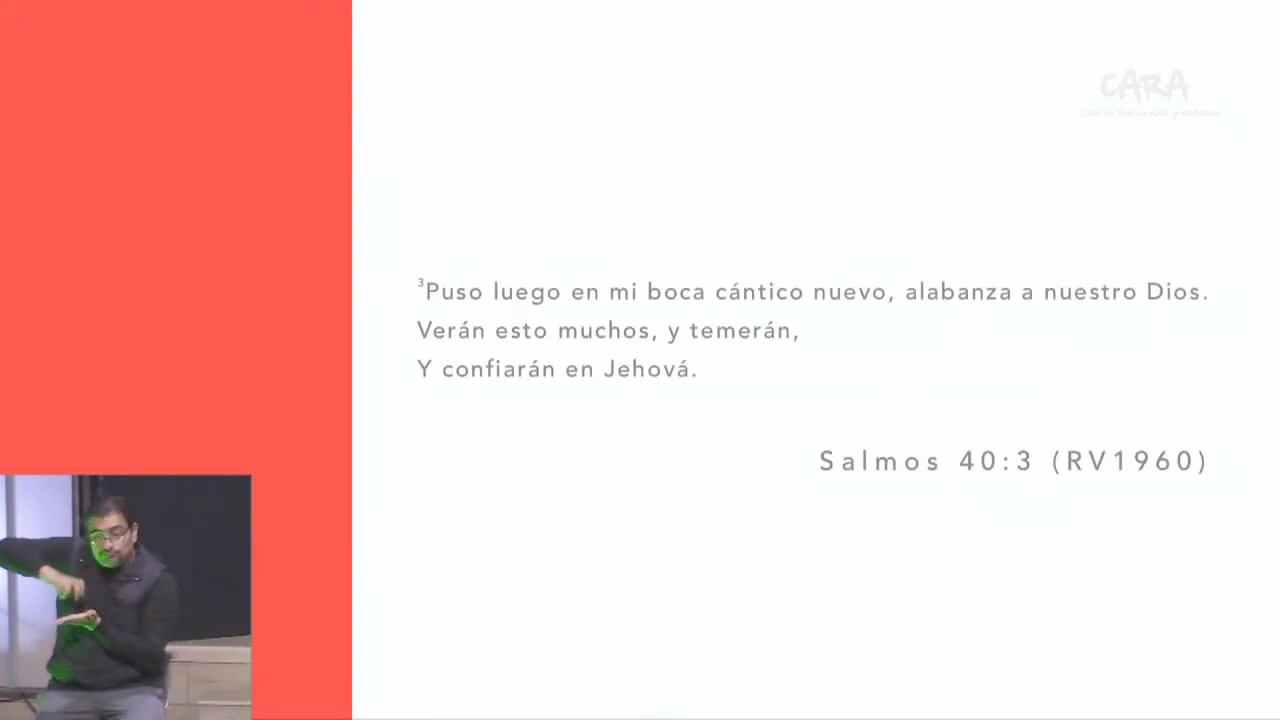 CARA
³Puso luego en mi boca cántico nuevo, alabanza a nuestro Dios.
Verán esto muchos, y temerán,
Y confiarán en Jehová.
Salmos 40:3 (RV1960)